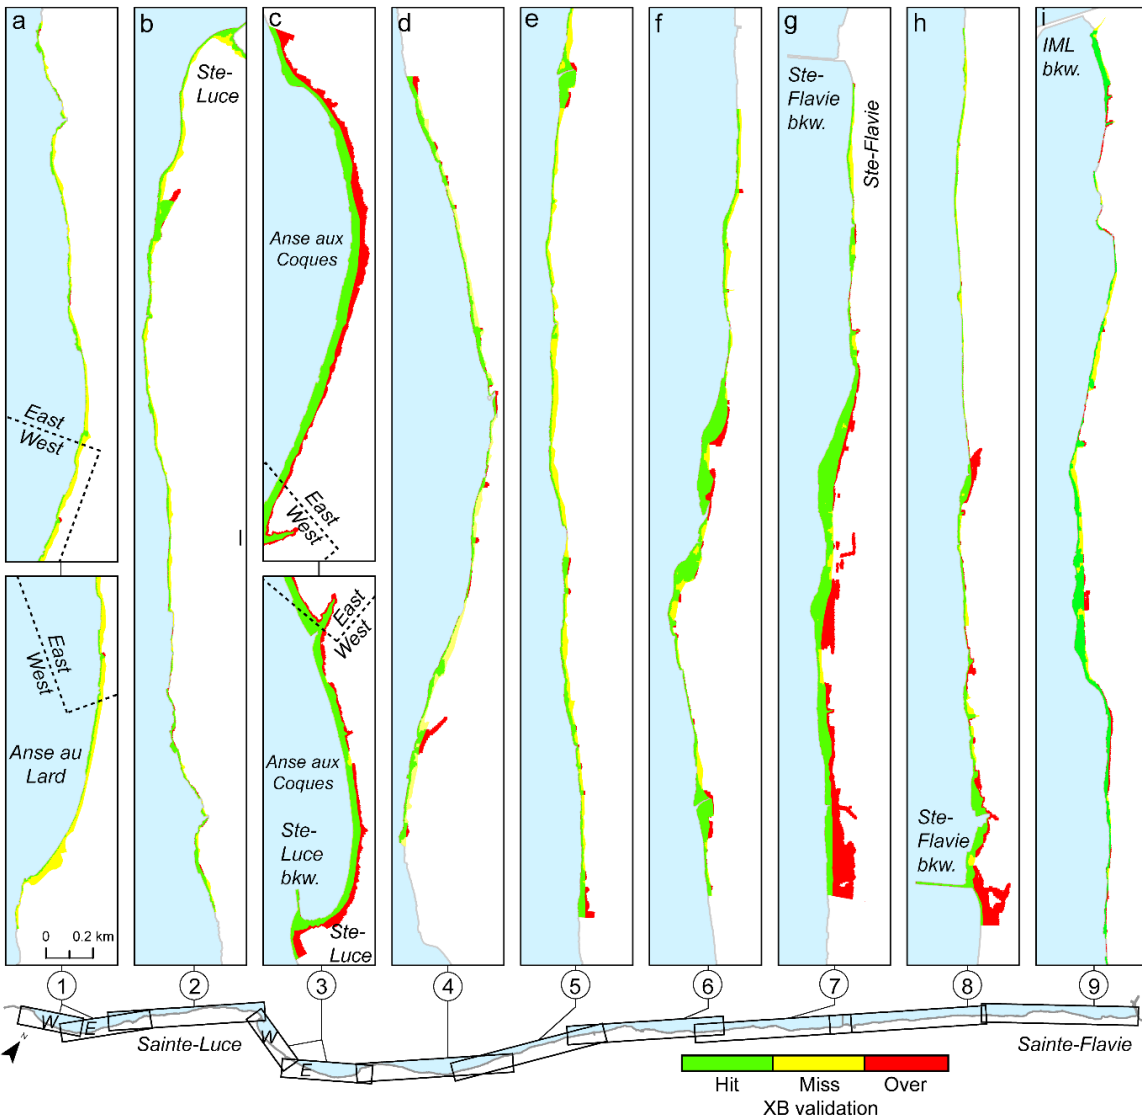 a
b
c
d
e
f
g
h
i
Ste-
Luce
Anse aux
Coques
Ste-
Flavie
bkw.
Ste-Flavie
IML
bkw.
East
West
East
West
East
West
Anse au
Lard
0 0.2 km
East
West
Anse aux
Coques
Ste-
Luce
bkw.
Ste-
Luce
Ste-
Flavie
bkw.
1
2
3
4
5
6
7
8
9
W
E
W
E
N
Sainte-Luce
Sainte-Flavie
Hit Miss Over
XB validation